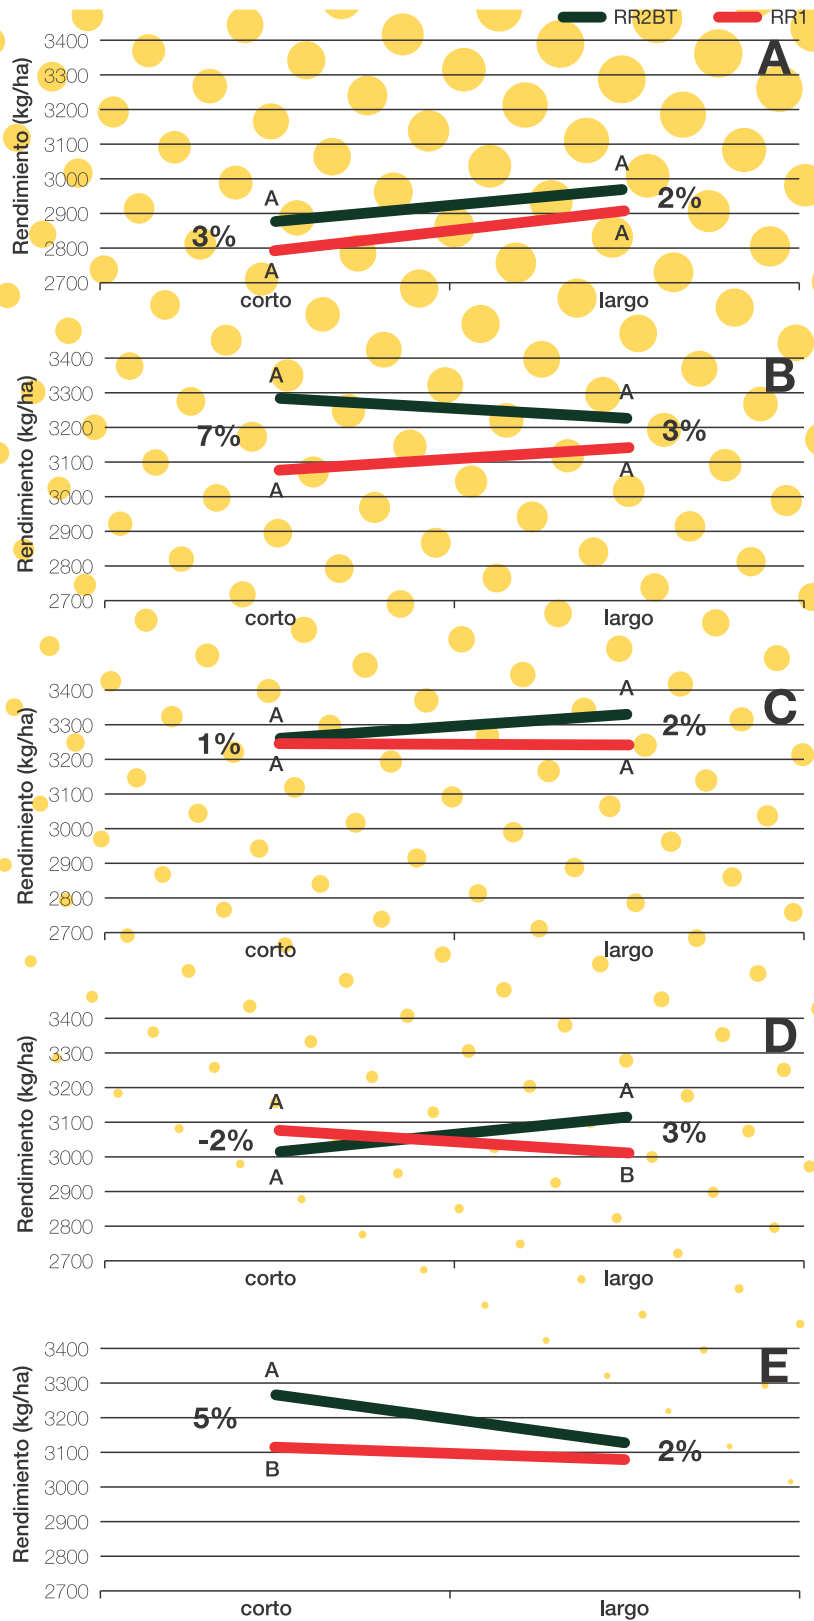 RR2BT RR1
A
Rendimiento (kg/ha)
3400
3300
3200
3100
3000
2900
2800
2700
A
A
3%
2%
A
A
corto largo
B
Rendimiento (kg/ha)
3400
3300
3200
3100
3000
2900
2800
2700
A
A
7%
3%
A
A
corto largo
C
Rendimiento (kg/ha)
3400
3300
3200
3100
3000
2900
2800
2700
A
A
1%
2%
A
A
corto largo
D
Rendimiento (kg/ha)
3400
3300
3200
3100
3000
2900
2800
2700
A
A
-2%
3%
A
B
corto largo
E
Rendimiento (kg/ha)
3400
3300
3200
3100
3000
2900
2800
2700
A
5%
2%
B
corto largo